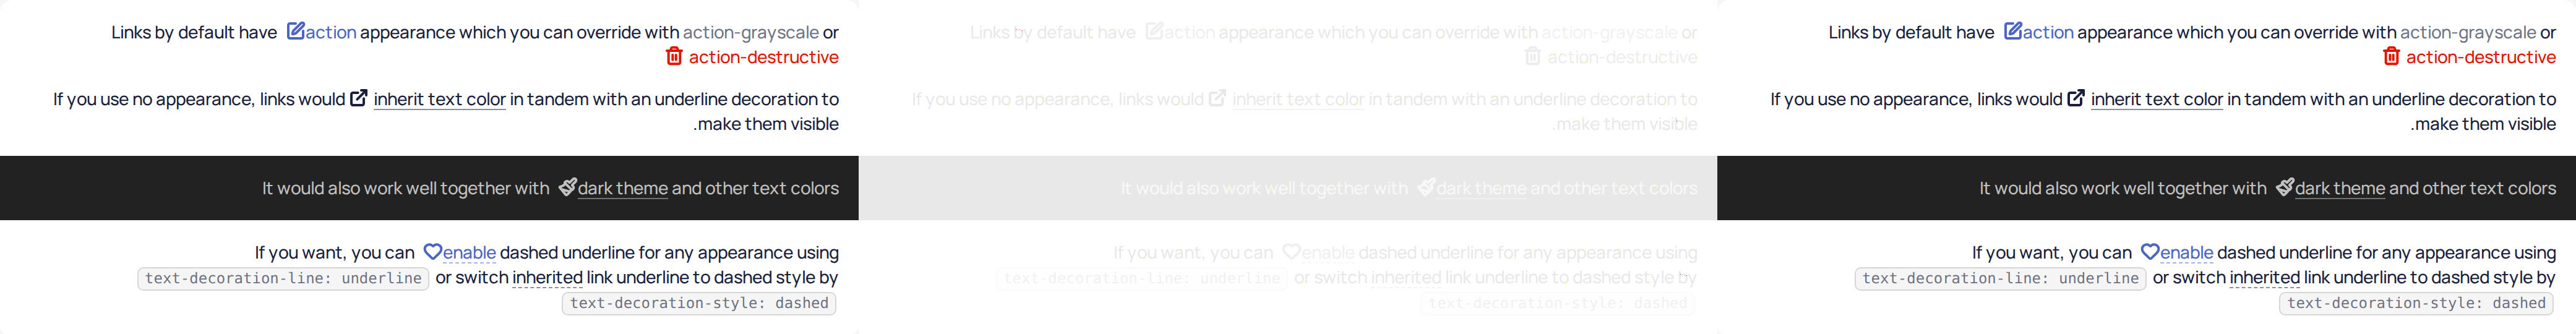 Links by default have action appearance which you can override with action-grayscale or
action-destructive
If you use no appearance, links would inherit text color in tandem with an underline decoration to
.make them visible
It would also work well together with dark theme and other text colors
If you want, you can enable dashed underline for any appearance using
text-decoration-line: underline or switch inherited link underline to dashed style by
text-decoration-style: dashed
Links by default have action appearance which you can override with action-grayscale or
action-destructive
If you use no appearance, links would inherit text color in tandem with an underline decoration to
.make them visible
It would also work well together with dark theme and other text colors
If you want, you can enable dashed underline for any appearance using
text-decoration-line: underline or switch inherited link underline to dashed style by
text-decoration-style: dashed
Links by default have action appearance which you can override with action-grayscale or
action-destructive
If you use no appearance, links would inherit text color in tandem with an underline decoration to
.make them visible
It would also work well together with dark theme and other text colors
If you want, you can enable dashed underline for any appearance using
text-decoration-line: underline or switch inherited link underline to dashed style by
text-decoration-style: dashed